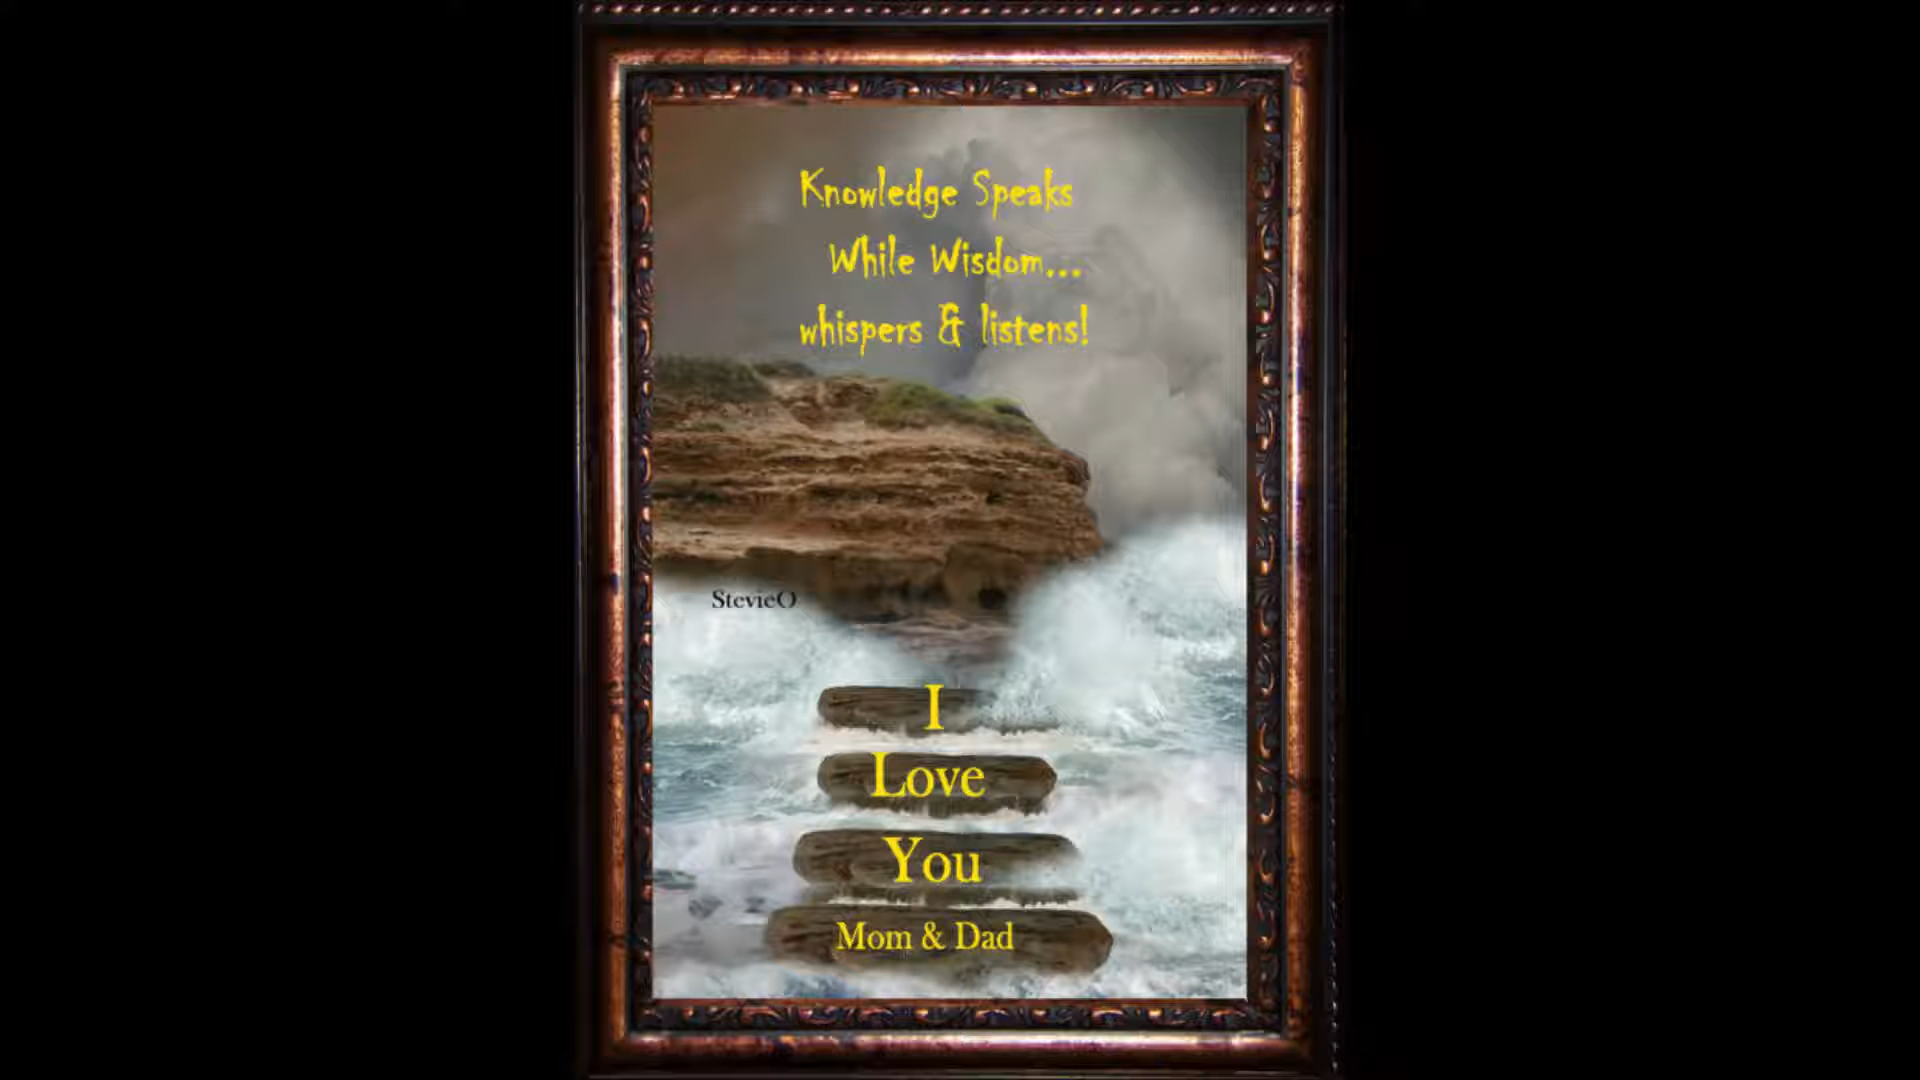 Knowledge Speaks
While Wisdom...
whispers & listens!
StevieO
I
Love
You
Mom & Dad